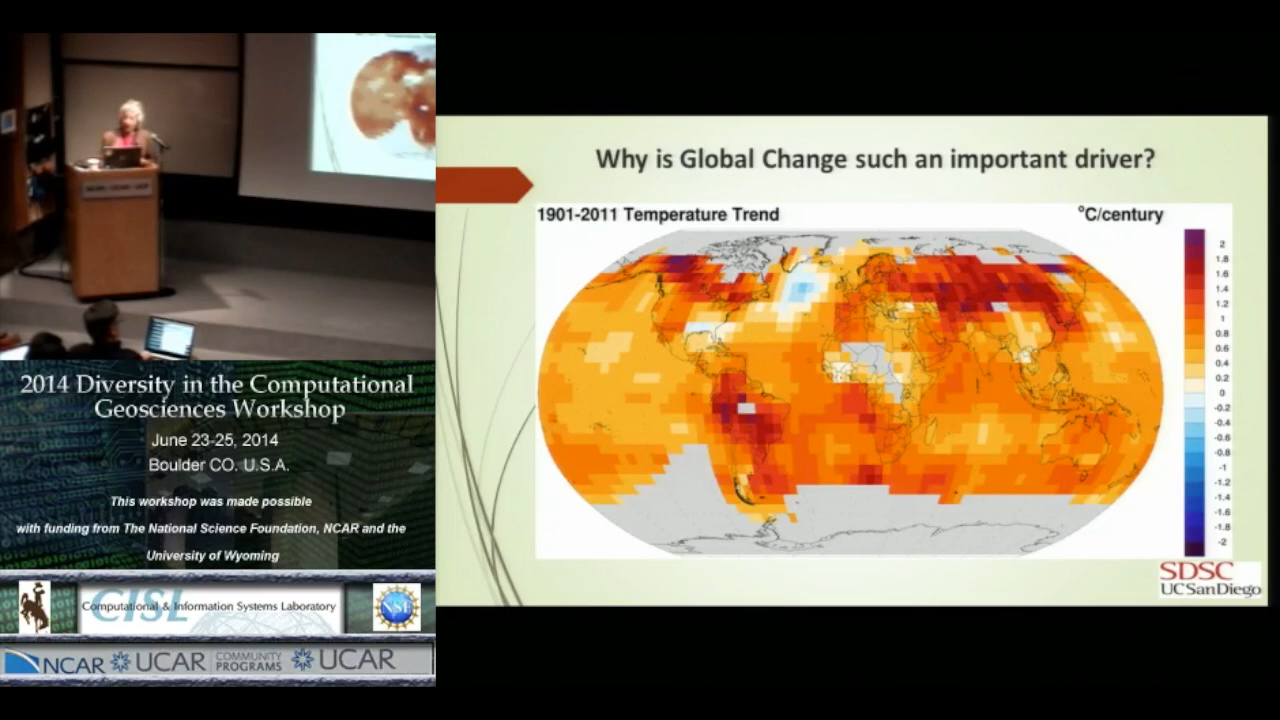 Why is Global Change such an important driver?
1901-2011 Temperature Trend
°C/century
2
1.8
1.6
1.4
1.2
1
0.8
0.6
0.4
0.2
0
-0.2
-0.4
-0.6
-0.8
-1
-1.2
-1.4
-1.6
-1.8
-2
SDSC
UC San Diego
2014 Diversity in the Computational
Geosciences Workshop
June 23-25, 2014
Boulder CO. U.S.A.
This workshop was made possible
with funding from The National Science Foundation, NCAR and the
University of Wyoming
CISL
Computational & Information Systems Laboratory
NSF
NCAR
UCAR
COMMUNITY
PROGRAMS
UCAR